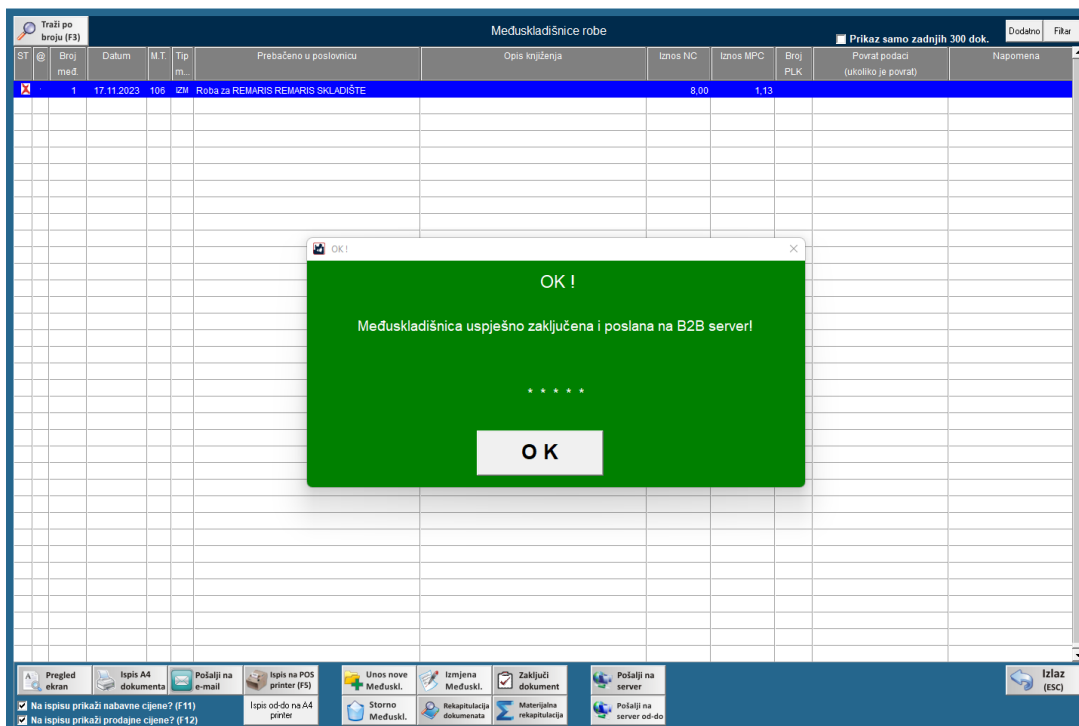 Traži po
broju (F3)
Međuskladišnice robe
Prikaz samo zadnjih 300 dok.
Dodatno
Filtar
ST @ Broj međ. Datum M.T. Tip m... Prebačeno u poslovnicu Opis knjiženja Iznos NC Iznos MPC Broj PLK Povrat podaci (ukoliko je povrat) Napomena
X 1 17.11.2023 106 IZM Roba za REMARIS REMARIS SKLADIŠTE 8,00 1,13
OK !
OK !
Međuskladišnica uspješno zaključena i poslana na B2B server!
* * * * *
O K
Pregled
ekran
Ispis A4
dokumenta
Pošalji na
e-mail
Ispis na POS
printer (F5)
Unos nove
Međuskl.
Izmjena
Međuskl.
Zaključi
dokument
Pošalji na
server
Izlaz
(ESC)
Na ispisu prikaži nabavne cijene? (F11)
Na ispisu prikaži prodajne cijene? (F12)
Ispis od-do na A4
printer
Storno
Međuskl.
Rekapitulacija
dokumenata
Materijalna
rekapitulacija
Pošalji na
server od-do